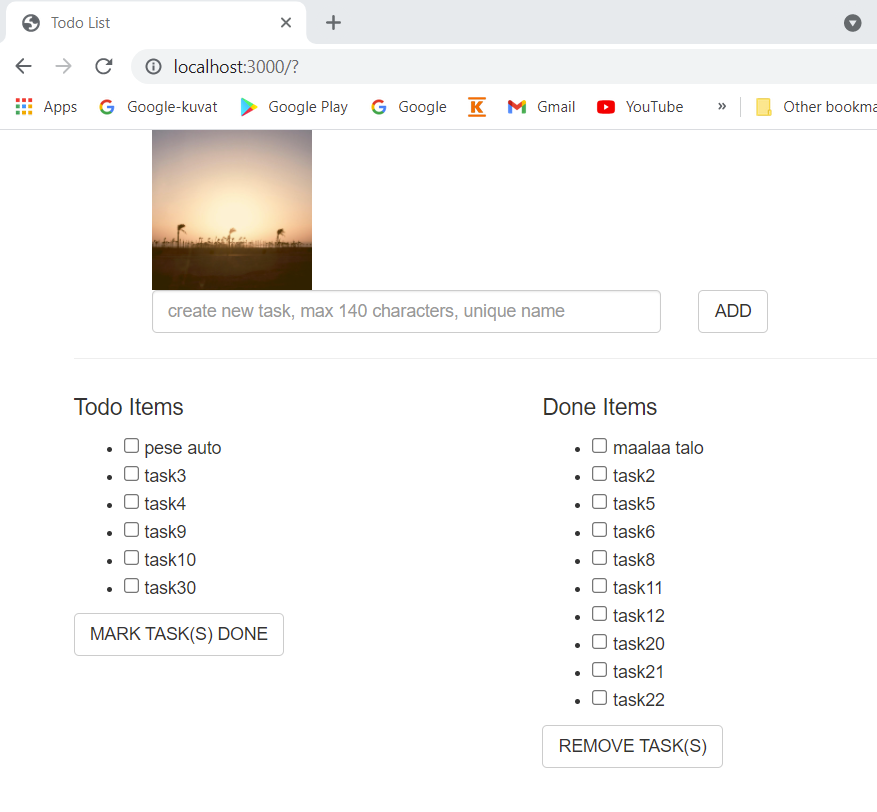 Todo List
localhost:3000/?
Apps Google-kuvat Google Play Google K Gmail YouTube » Other bookma
create new task, max 140 characters, unique name ADD
Todo Items
pese auto
task3
task4
task9
task10
task30
MARK TASK(S) DONE
Done Items
maalaa talo
task2
task5
task6
task8
task11
task12
task20
task21
task22
REMOVE TASK(S)